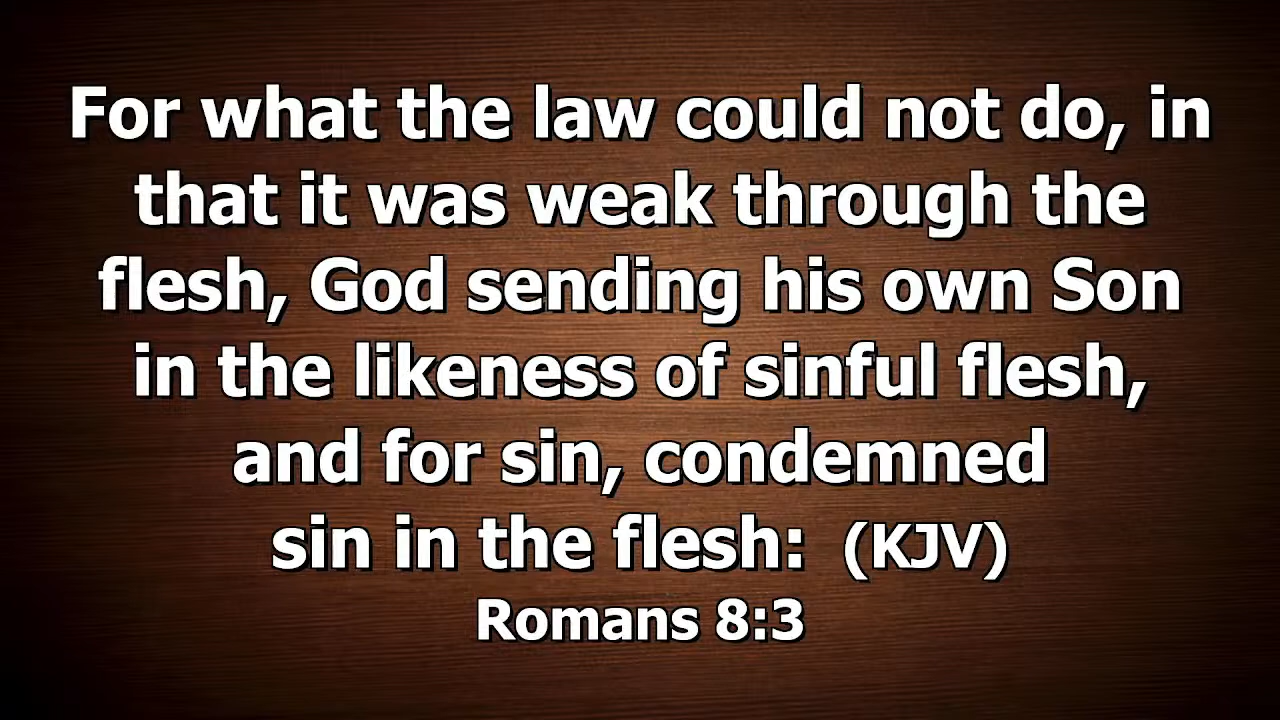 For what the law could not do, in
that it was weak through the
flesh, God sending his own Son
in the likeness of sinful flesh,
and for sin, condemned
sin in the flesh: (KJV)
Romans 8:3